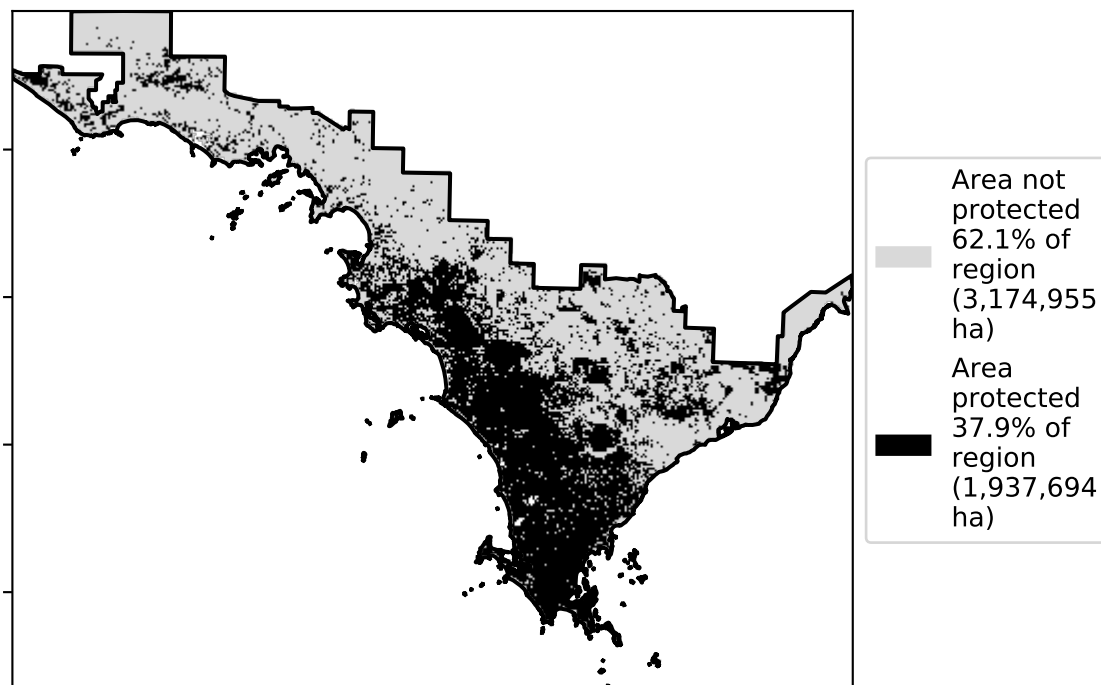 Area not
protected
62.1% of
region
(3,174,955
ha)
Area
protected
37.9% of
region
(1,937,694
ha)